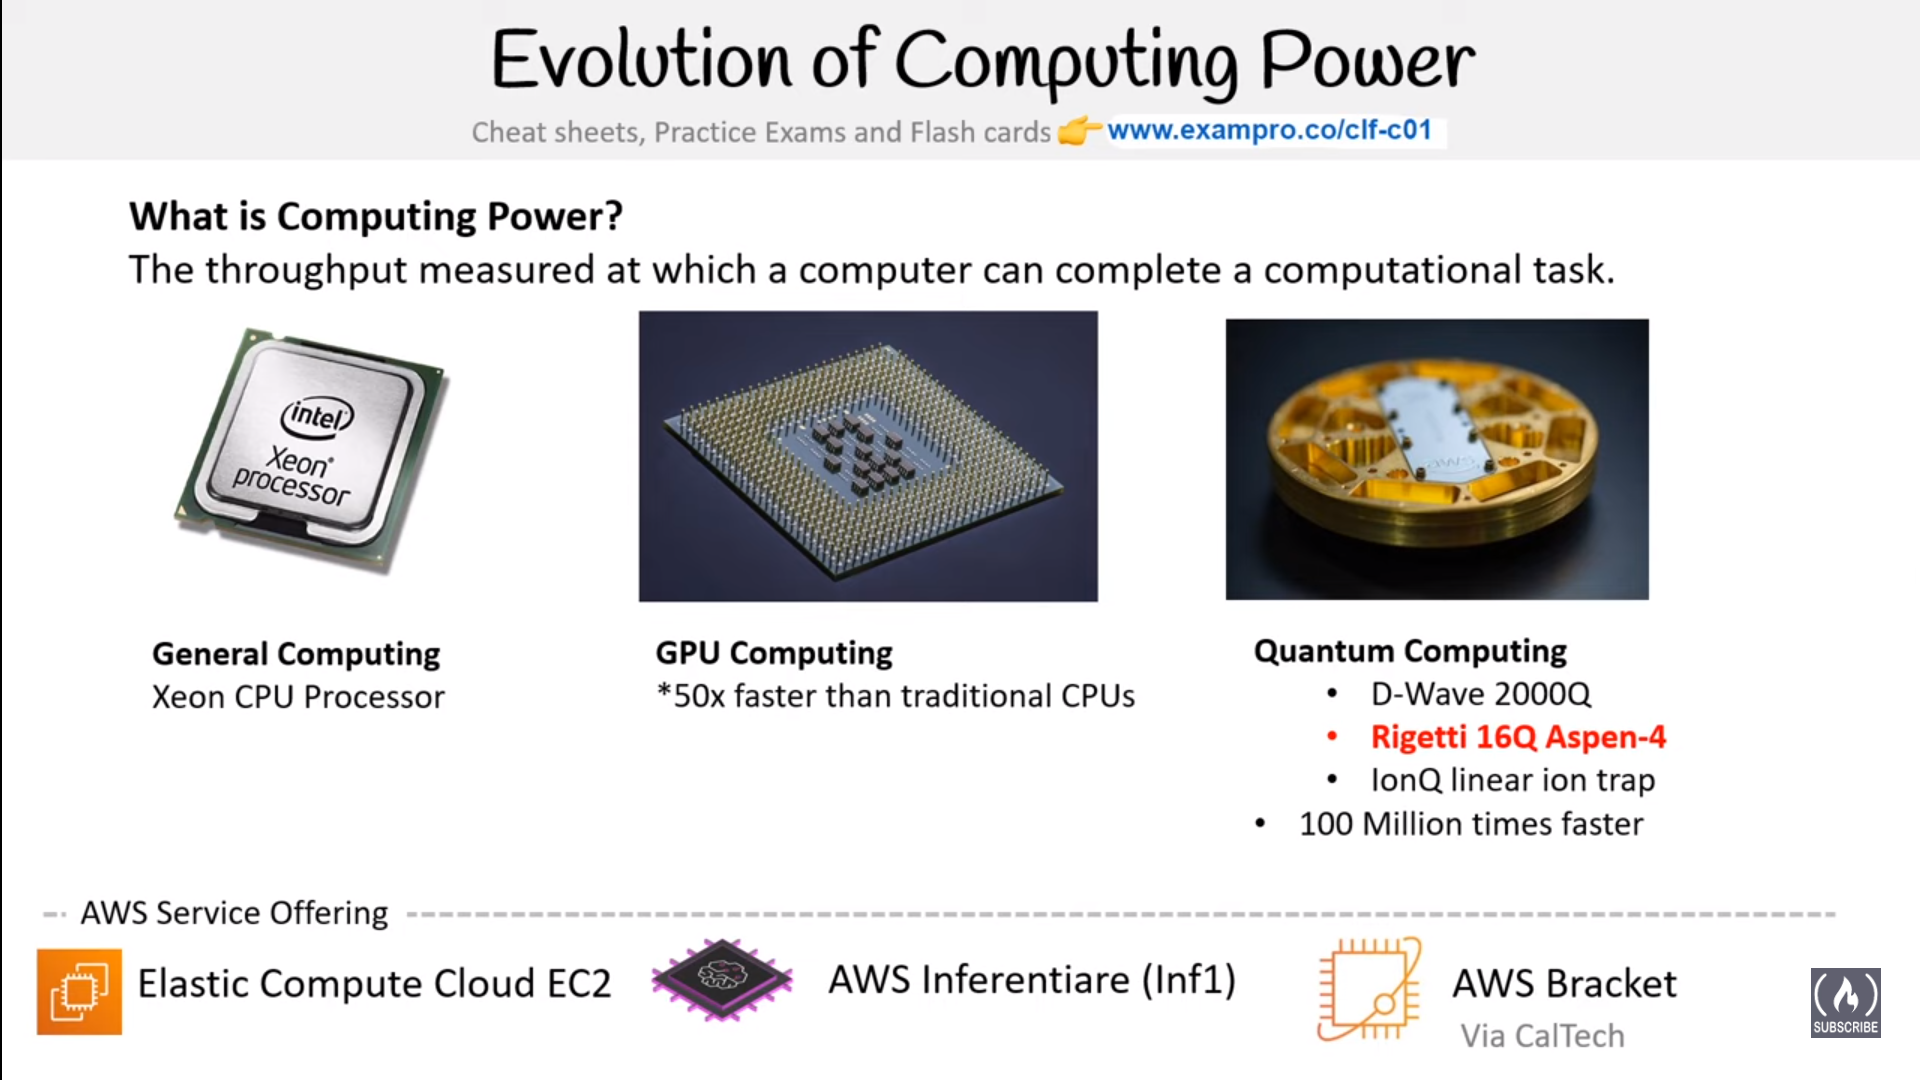 Evolution of Computing Power
Cheat sheets, Practice Exams and Flash cards 👉 www.exampro.co/clf-c01
What is Computing Power?
The throughput measured at which a computer can complete a computational task.
intel
Xeon®
processor
aws
General Computing
Xeon CPU Processor
GPU Computing
*50x faster than traditional CPUs
Quantum Computing
• D-Wave 2000Q
• Rigetti 16Q Aspen-4
• IonQ linear ion trap
• 100 Million times faster
AWS Service Offering
Elastic Compute Cloud EC2
AWS Inferentiare (Inf1)
AWS Bracket
Via CalTech
SUBSCRIBE